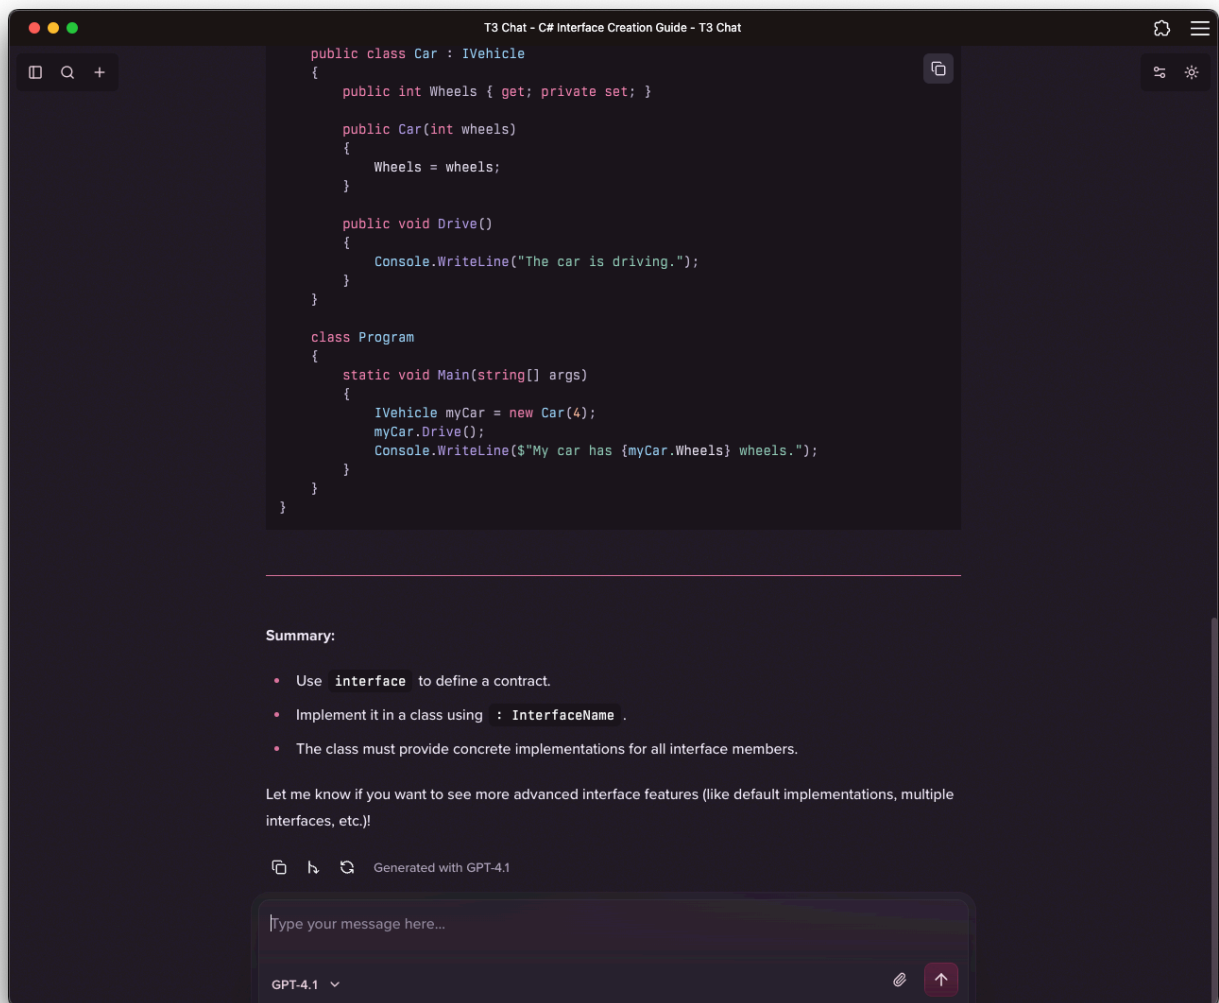 T3 Chat - C# Interface Creation Guide - T3 Chat
    public class Car : IVehicle
    {
        public int Wheels { get; private set; }

        public Car(int wheels)
        {
            Wheels = wheels;
        }

        public void Drive()
        {
            Console.WriteLine("The car is driving.");
        }
    }

    class Program
    {
        static void Main(string[] args)
        {
            IVehicle myCar = new Car(4);
            myCar.Drive();
            Console.WriteLine($"My car has {myCar.Wheels} wheels.");
        }
    }
}
Summary:
• Use interface to define a contract.
• Implement it in a class using : InterfaceName .
• The class must provide concrete implementations for all interface members.
Let me know if you want to see more advanced interface features (like default implementations, multiple
interfaces, etc.)!
Generated with GPT-4.1
Type your message here...
GPT-4.1